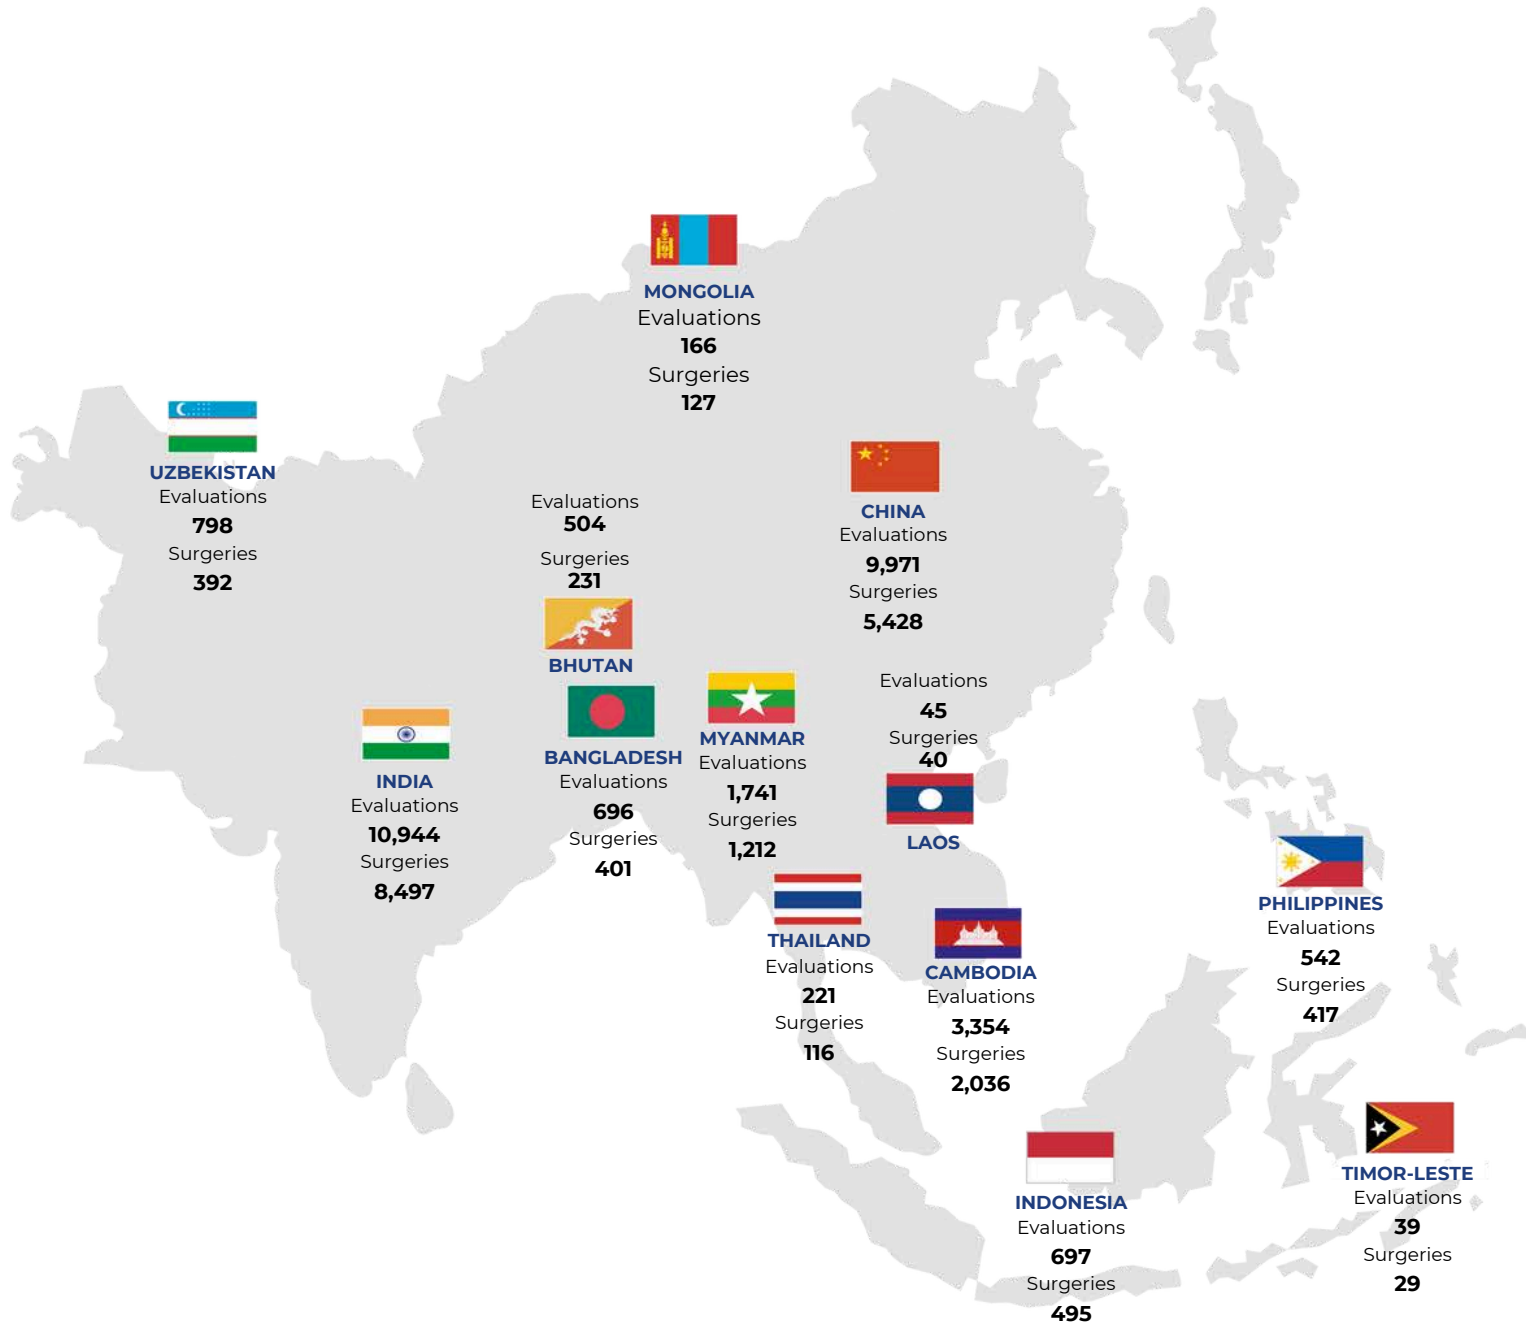 MONGOLIA
Evaluations
166
Surgeries
127
UZBEKISTAN
Evaluations
798
Surgeries
392
Evaluations
504
Surgeries
231
BHUTAN
CHINA
Evaluations
9,971
Surgeries
5,428
INDIA
Evaluations
10,944
Surgeries
8,497
BANGLADESH
Evaluations
696
Surgeries
401
MYANMAR
Evaluations
1,741
Surgeries
1,212
Evaluations
45
Surgeries
40
LAOS
THAILAND
Evaluations
221
Surgeries
116
CAMBODIA
Evaluations
3,354
Surgeries
2,036
PHILIPPINES
Evaluations
542
Surgeries
417
INDONESIA
Evaluations
697
Surgeries
495
TIMOR-LESTE
Evaluations
39
Surgeries
29